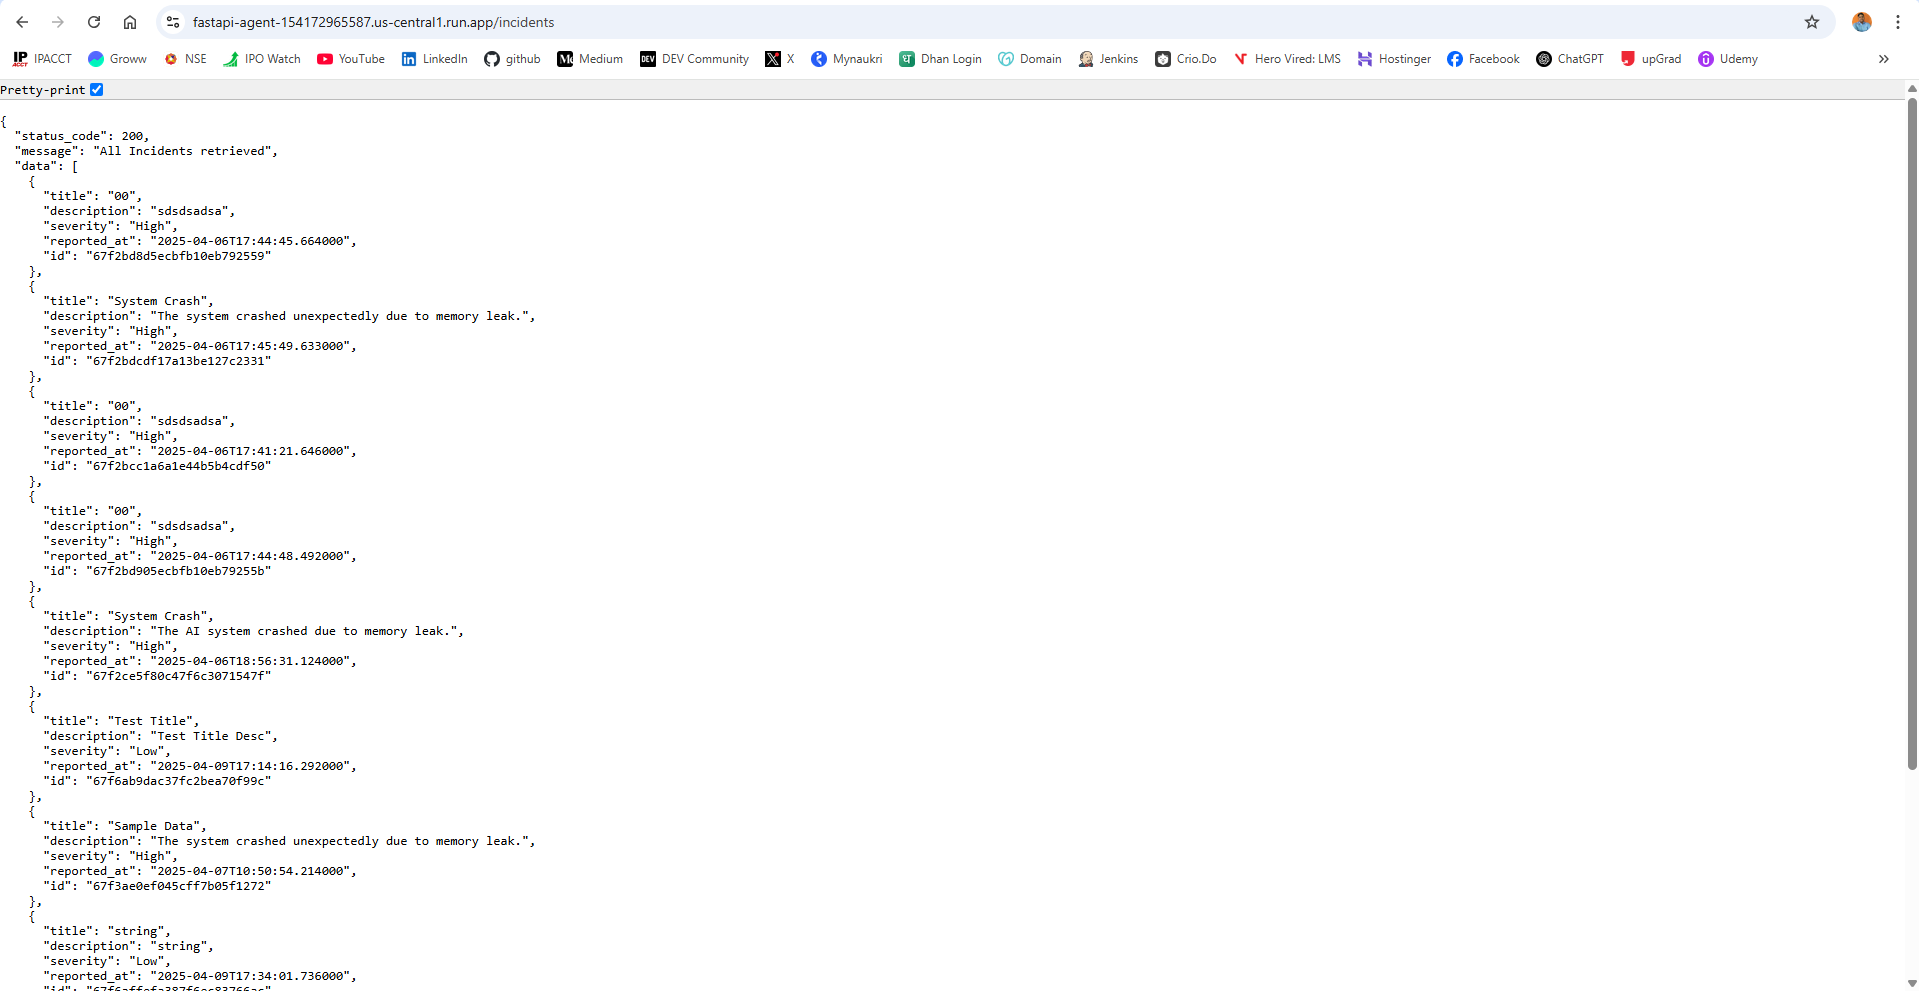 fastapi-agent-154172965587.us-central1.run.app/incidents
IPACCT Groww NSE IPO Watch YouTube LinkedIn github Medium DEV Community X Mynaukri Dhan Login Domain Jenkins Crio.Do Hero Vired: LMS Hostinger Facebook ChatGPT upGrad Udemy
Pretty-print
{
  "status_code": 200,
  "message": "All Incidents retrieved",
  "data": [
    {
      "title": "00",
      "description": "sdsdsadsa",
      "severity": "High",
      "reported_at": "2025-04-06T17:44:45.664000",
      "id": "67f2bd8d5ecbfb10eb792559"
    },
    {
      "title": "System Crash",
      "description": "The system crashed unexpectedly due to memory leak.",
      "severity": "High",
      "reported_at": "2025-04-06T17:45:49.633000",
      "id": "67f2bdcdf17a13be127c2331"
    },
    {
      "title": "00",
      "description": "sdsdsadsa",
      "severity": "High",
      "reported_at": "2025-04-06T17:41:21.646000",
      "id": "67f2bcc1a6a1e44b5b4cdf50"
    },
    {
      "title": "00",
      "description": "sdsdsadsa",
      "severity": "High",
      "reported_at": "2025-04-06T17:44:48.492000",
      "id": "67f2bd905ecbfb10eb79255b"
    },
    {
      "title": "System Crash",
      "description": "The AI system crashed due to memory leak.",
      "severity": "High",
      "reported_at": "2025-04-06T18:56:31.124000",
      "id": "67f2ce5f80c47f6c3071547f"
    },
    {
      "title": "Test Title",
      "description": "Test Title Desc",
      "severity": "Low",
      "reported_at": "2025-04-09T17:14:16.292000",
      "id": "67f6ab9dac37fc2bea70f99c"
    },
    {
      "title": "Sample Data",
      "description": "The system crashed unexpectedly due to memory leak.",
      "severity": "High",
      "reported_at": "2025-04-07T10:50:54.214000",
      "id": "67f3ae0ef045cff7b05f1272"
    },
    {
      "title": "string",
      "description": "string",
      "severity": "Low",
      "reported_at": "2025-04-09T17:34:01.736000",
      "id":